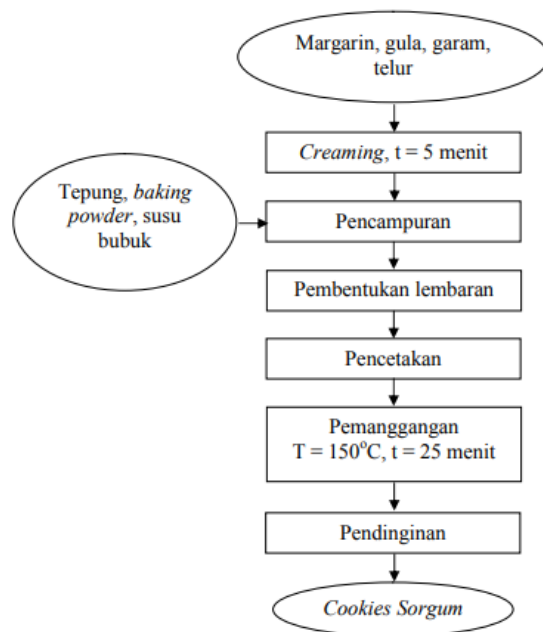 Margarin, gula, garam,
telur
Creaming, t = 5 menit
Tepung, baking
powder, susu
bubuk
Pencampuran
Pembentukan lembaran
Pencetakan
Pemanggangan
T = 150°C, t = 25 menit
Pendinginan
Cookies Sorgum